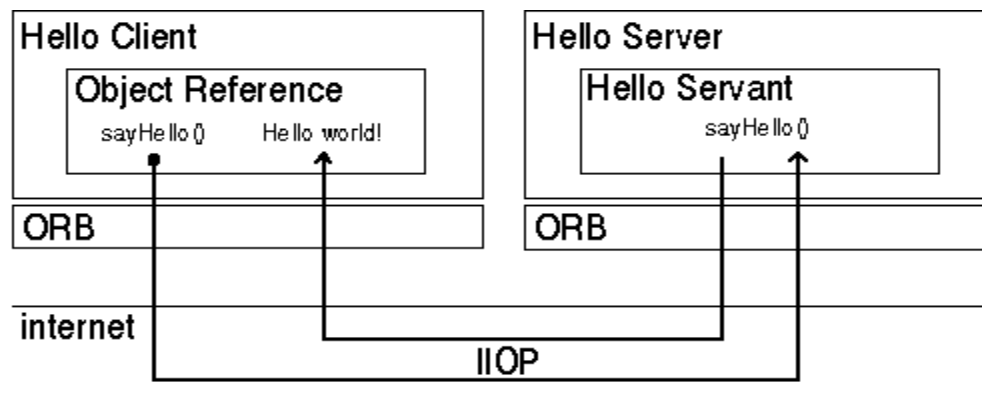 Hello Client
Object Reference
sayHello()
Hello world!
ORB
Hello Server
Hello Servant
sayHello()
ORB
internet
IIOP